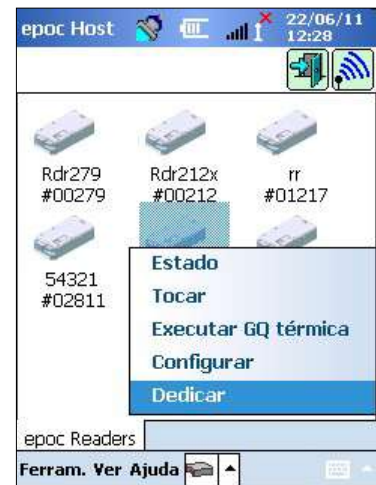 epoc Host
22/06/11
12:28
Rdr279
#00279
Rdr212x
#00212
rr
#01217
54321
#02811
Estado
Tocar
Executar GQ térmica
Configurar
Dedicar
epoc Readers
Ferram. Ver Ajuda